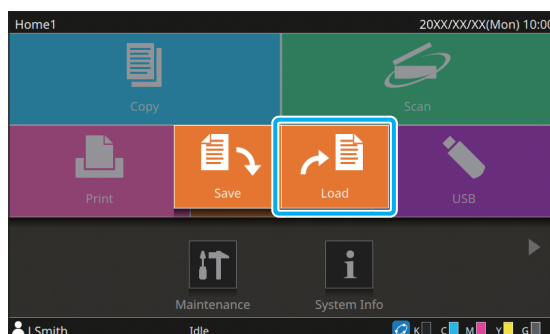 Home1 20XX/XX/XX(Mon) 10:00
Copy Scan
Print Save Load USB
Maintenance System Info
J.Smith Idle K C M Y G